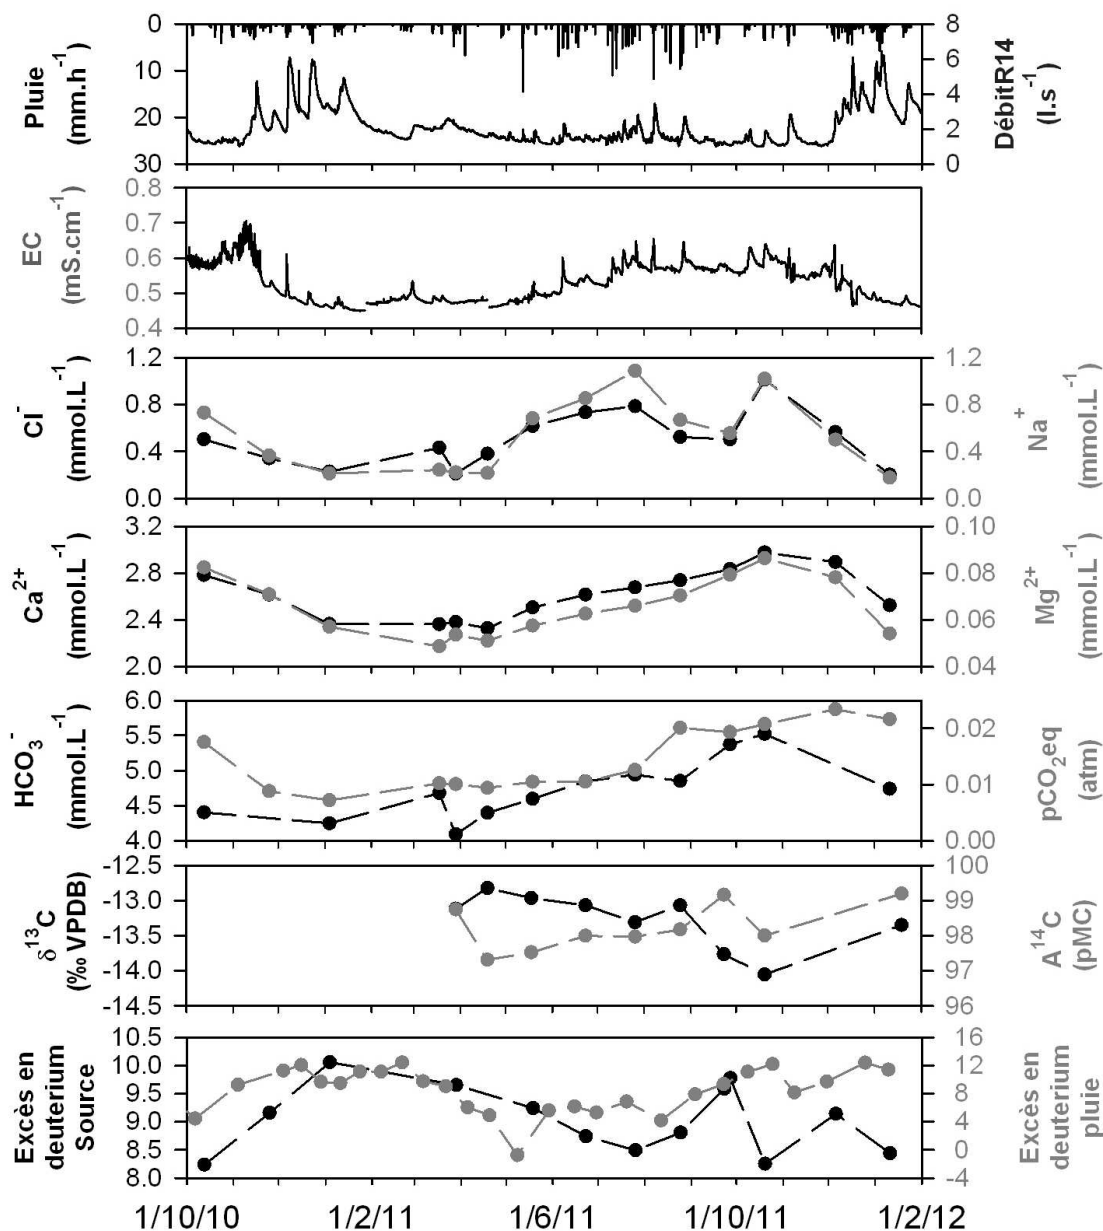 0
10
20
30
Pluie
(mm.h⁻¹)
8
6
4
2
0
DébitR14
(l.s⁻¹)
0.8
0.7
0.6
0.5
0.4
EC
(mS.cm⁻¹)
1.2
0.8
0.4
0.0
Cl⁻
(mmol.L⁻¹)
1.2
0.8
0.4
0.0
Na⁺
(mmol.L⁻¹)
3.2
2.8
2.4
2.0
Ca²⁺
(mmol.L⁻¹)
0.10
0.08
0.06
0.04
Mg²⁺
(mmol.L⁻¹)
6.0
5.5
5.0
4.5
4.0
HCO₃⁻
(mmol.L⁻¹)
0.02
0.01
0.00
pCO₂eq
(atm)
-12.5
-13.0
-13.5
-14.0
-14.5
δ¹³C
(‰ VPDB)
100
99
98
97
96
A¹⁴C
(pMC)
10.5
10.0
9.5
9.0
8.5
8.0
Excès en
deuterium
Source
16
12
8
4
0
-4
Excès en
deuterium
pluie
1/10/10 1/2/11 1/6/11 1/10/11 1/2/12